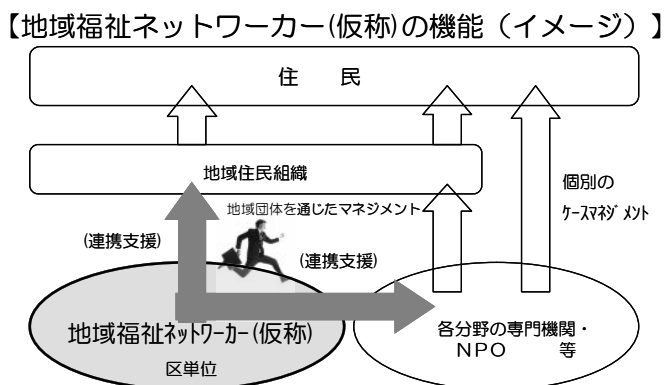 【地域福祉ネットワーカー(仮称)の機能（イメージ）】
住　　民
地域住民組織
個別の
ｹｰｽﾏﾈｼﾞﾒﾝﾄ
地域団体を通じたマネジメント
(連携支援)
(連携支援)
地域福祉ﾈｯﾄﾜｰｶｰ(仮称)
区単位
各分野の専門機関・
ＮＰＯ　　　等